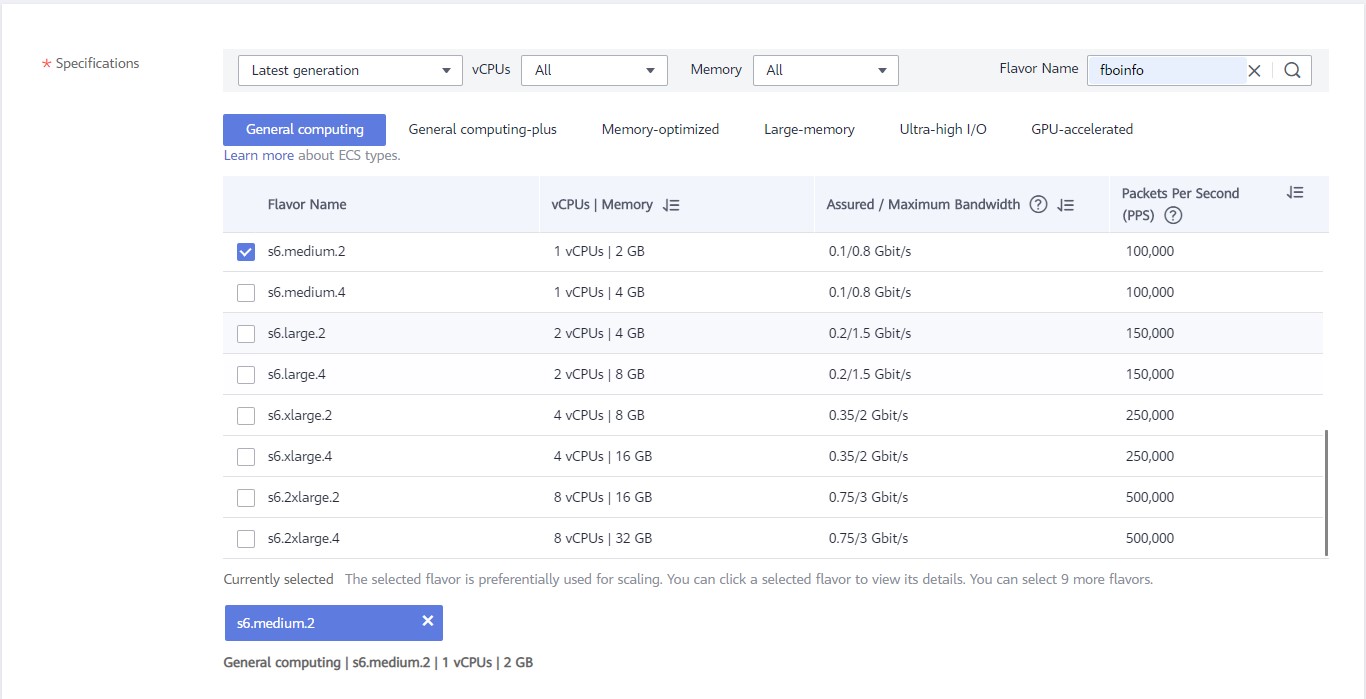 * Specifications
Latest generation vCPUs All Memory All Flavor Name fboinfo
General computing General computing-plus Memory-optimized Large-memory Ultra-high I/O GPU-accelerated
Learn more about ECS types.
Flavor Name vCPUs | Memory Assured / Maximum Bandwidth ? Packets Per Second (PPS) ?
s6.medium.2 1 vCPUs | 2 GB 0.1/0.8 Gbit/s 100,000
s6.medium.4 1 vCPUs | 4 GB 0.1/0.8 Gbit/s 100,000
s6.large.2 2 vCPUs | 4 GB 0.2/1.5 Gbit/s 150,000
s6.large.4 2 vCPUs | 8 GB 0.2/1.5 Gbit/s 150,000
s6.xlarge.2 4 vCPUs | 8 GB 0.35/2 Gbit/s 250,000
s6.xlarge.4 4 vCPUs | 16 GB 0.35/2 Gbit/s 250,000
s6.2xlarge.2 8 vCPUs | 16 GB 0.75/3 Gbit/s 500,000
s6.2xlarge.4 8 vCPUs | 32 GB 0.75/3 Gbit/s 500,000
Currently selected The selected flavor is preferentially used for scaling. You can click a selected flavor to view its details. You can select 9 more flavors.
s6.medium.2
General computing | s6.medium.2 | 1 vCPUs | 2 GB